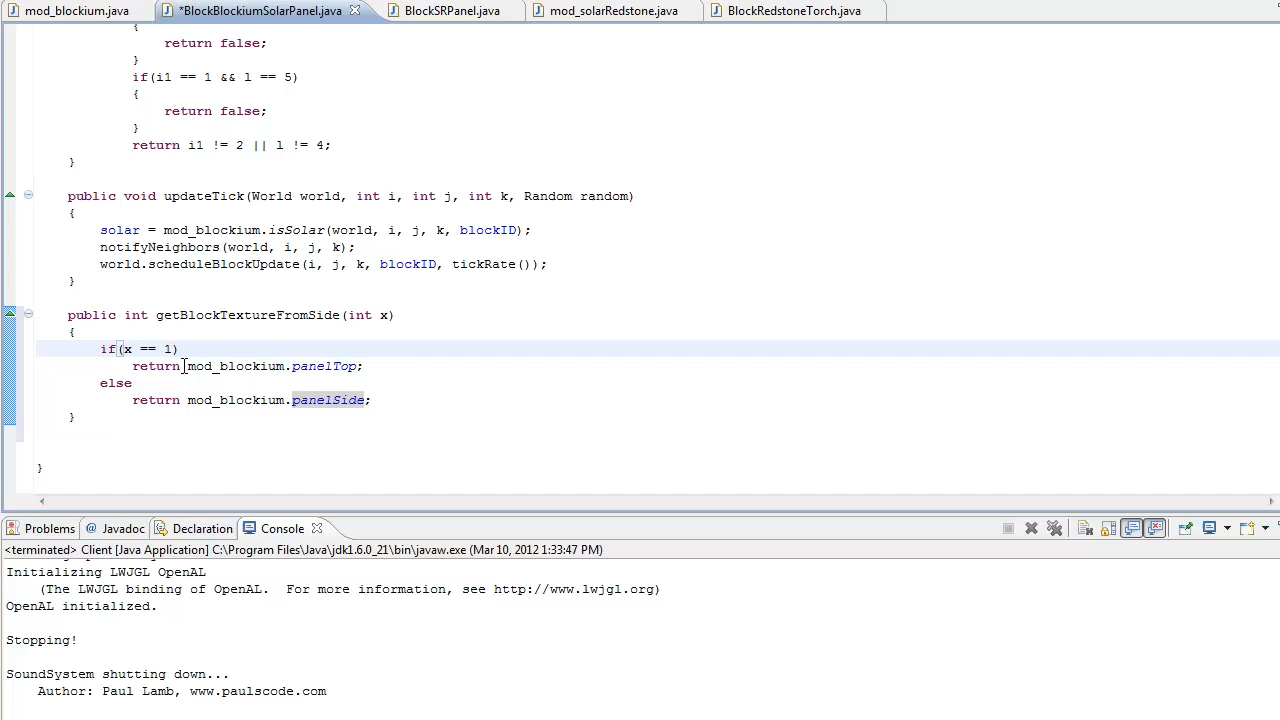 mod_blockium.java *BlockBlockiumSolarPanel.java BlockSRPanel.java mod_solarRedstone.java BlockRedstoneTorch.java
{
return false;
}
if(i1 == 1 && l == 5)
{
return false;
}
return i1 != 2 || l != 4;
}
public void updateTick(World world, int i, int j, int k, Random random)
{
solar = mod_blockium.isSolar(world, i, j, k, blockID);
notifyNeighbors(world, i, j, k);
world.scheduleBlockUpdate(i, j, k, blockID, tickRate());
}
public int getBlockTextureFromSide(int x)
{
if(x == 1)
return mod_blockium.panelTop;
else
return mod_blockium.panelSide;
}
}
Problems @ Javadoc Declaration Console
<terminated> Client [Java Application] C:\Program Files\Java\jdk1.6.0_21\bin\javaw.exe (Mar 10, 2012 1:33:47 PM)
Initializing LWJGL OpenAL
(The LWJGL binding of OpenAL. For more information, see http://www.lwjgl.org)
OpenAL initialized.
Stopping!
SoundSystem shutting down...
Author: Paul Lamb, www.paulscode.com